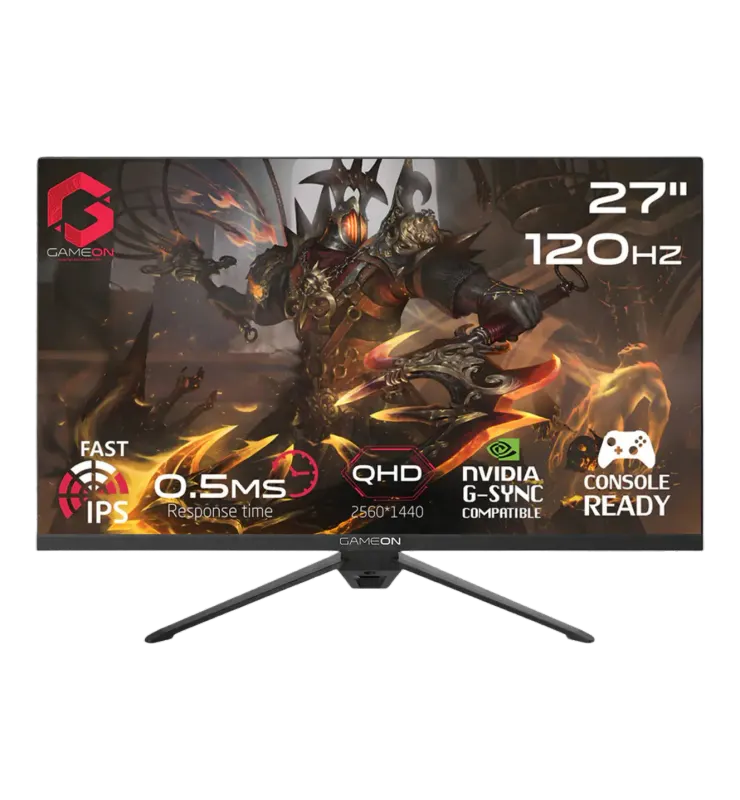 GAMEON
27"
120HZ
FAST
IPS
0.5MS
Response time
QHD
2560*1440
NVIDIA
G-SYNC
COMPATIBLE
CONSOLE
READY
GAMEON